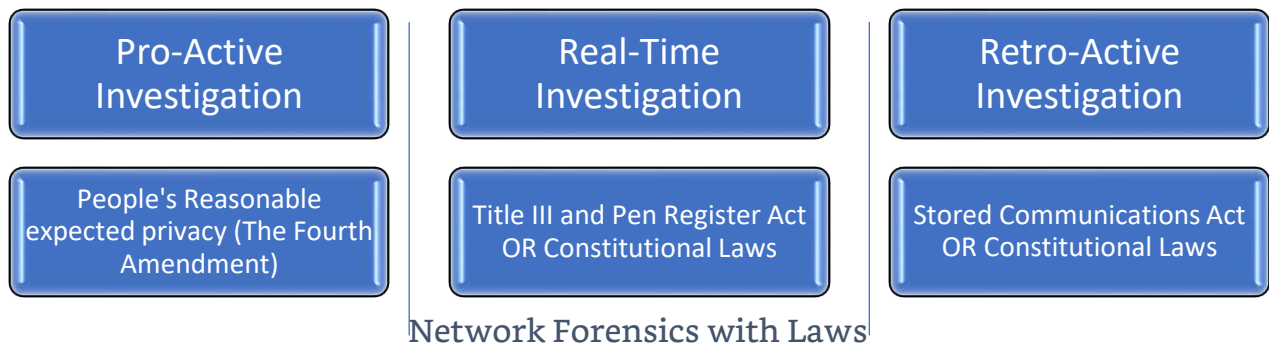 Pro-Active
Investigation
Real-Time
Investigation
Retro-Active
Investigation
People's Reasonable
expected privacy (The Fourth
Amendment)
Title III and Pen Register Act
OR Constitutional Laws
Stored Communications Act
OR Constitutional Laws
Network Forensics with Laws